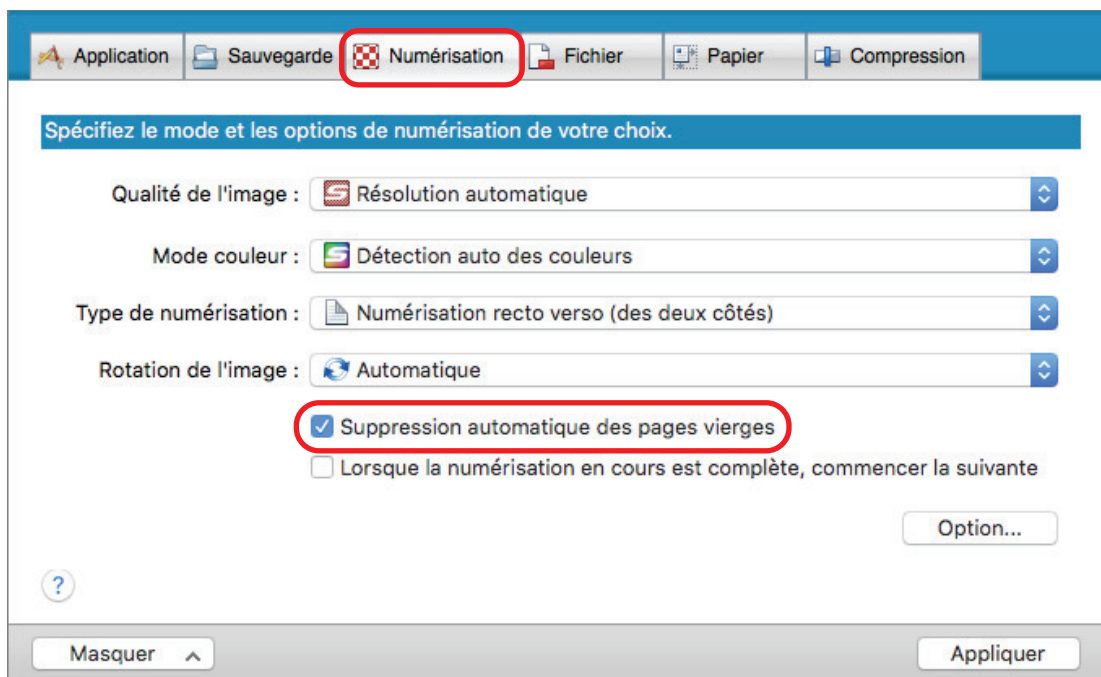 Application Sauvegarde Numérisation Fichier Papier Compression
Spécifiez le mode et les options de numérisation de votre choix.
Qualité de l'image : Résolution automatique
Mode couleur : Détection auto des couleurs
Type de numérisation : Numérisation recto verso (des deux côtés)
Rotation de l'image : Automatique
Suppression automatique des pages vierges
Lorsque la numérisation en cours est complète, commencer la suivante
Option...
?
Masquer Appliquer